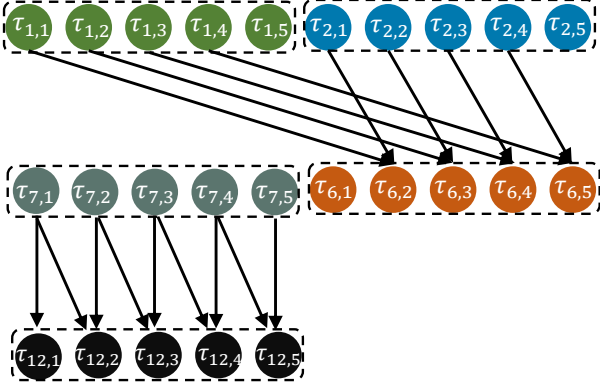 τ1,1 τ1,2 τ1,3 τ1,4 τ1,5 τ2,1 τ2,2 τ2,3 τ2,4 τ2,5
τ7,1 τ7,2 τ7,3 τ7,4 τ7,5 τ6,1 τ6,2 τ6,3 τ6,4 τ6,5
τ12,1 τ12,2 τ12,3 τ12,4 τ12,5